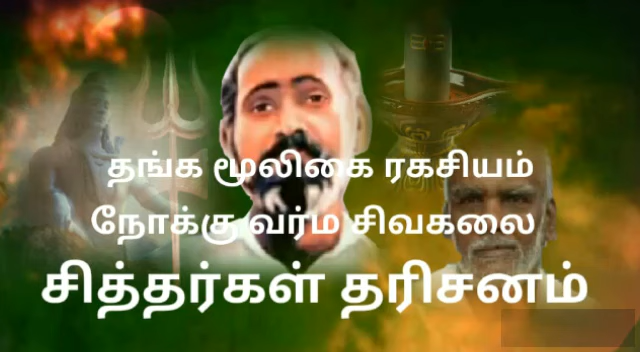 தங்க மூலிகை ரகசியம்
நோக்கு வர்ம சிவகலை
சித்தர்கள் தரிசனம்